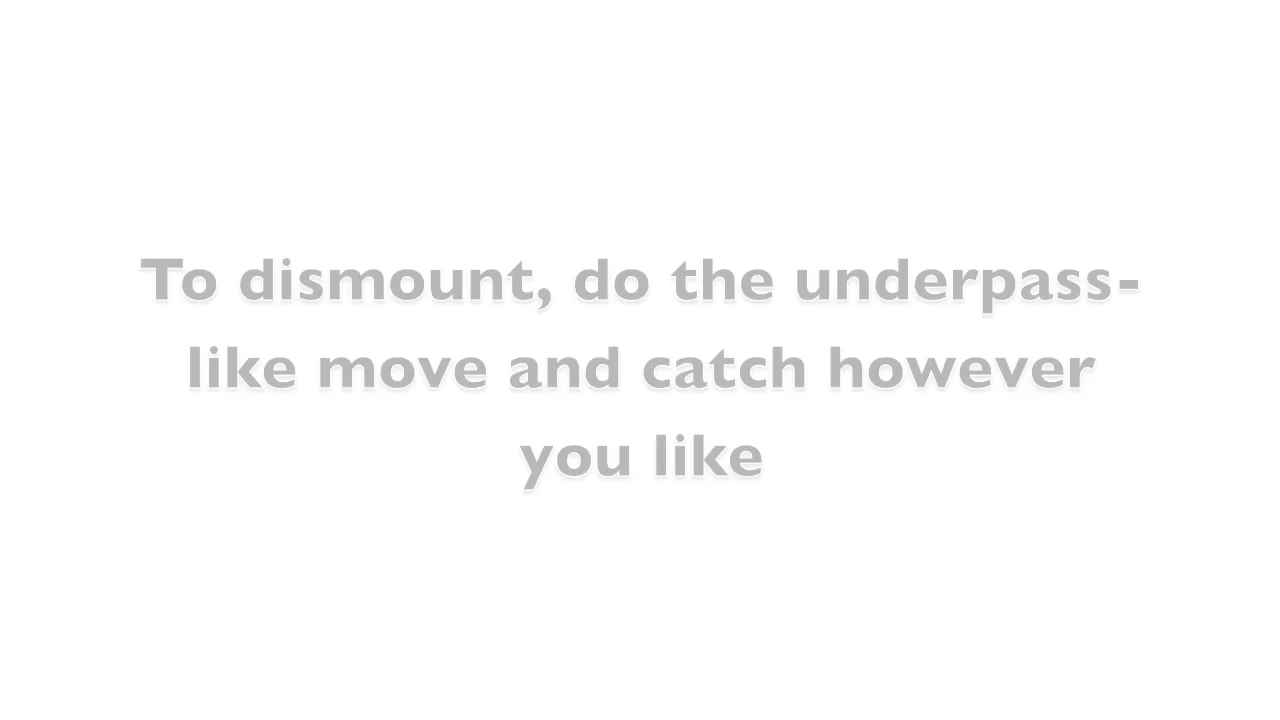 To dismount, do the underpass-
like move and catch however
you like